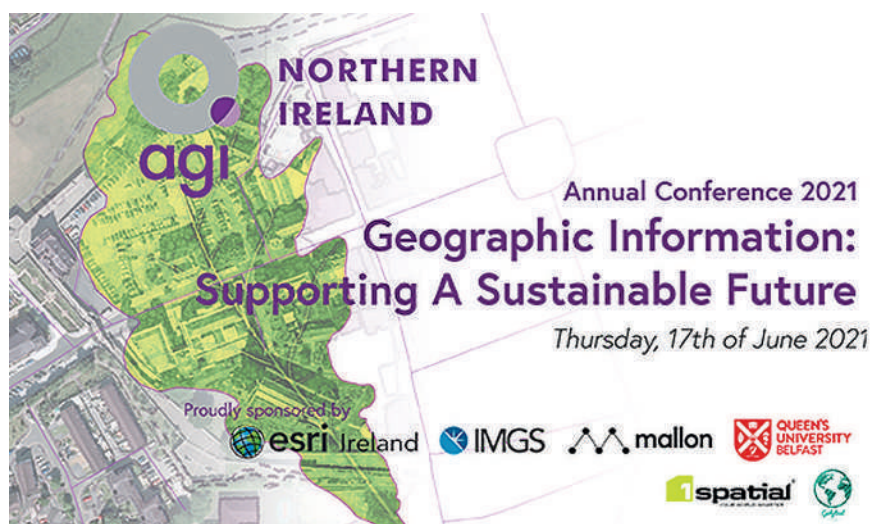 agi
NORTHERN
IRELAND
Annual Conference 2021
Geographic Information:
Supporting A Sustainable Future
Thursday, 17th of June 2021
Proudly sponsored by
esri Ireland
IMGS
mallon
QUEEN'S
UNIVERSITY
BELFAST
1spatial